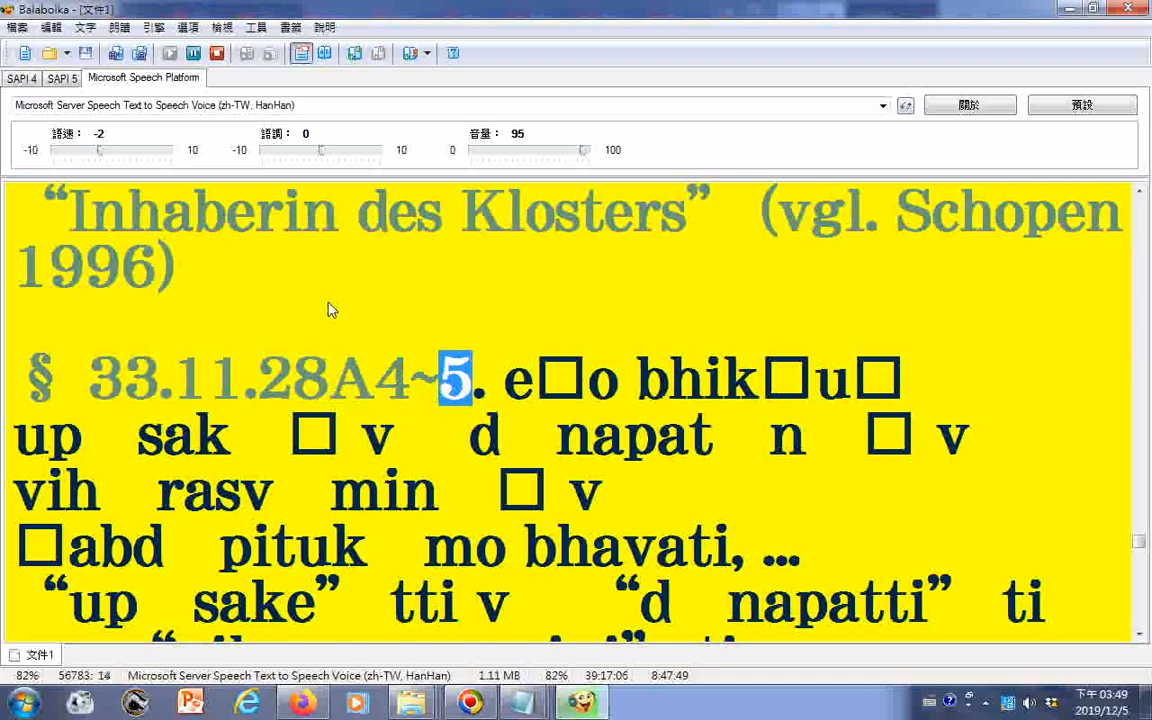 Balabolka - [文件1]
檔案 編輯 文字 朗讀 引擎 選項 檢視 工具 書籤 說明
SAPI 4 SAPI 5 Microsoft Speech Platform
Microsoft Server Speech Text to Speech Voice (zh-TW, HanHan) 關於 預設
語速： -2 語調： 0 音量： 95
-10 10 -10 10 0 100
“Inhaberin des Klosters” (vgl. Schopen
1996)
§ 33.11.28A4~5. e□o bhik□u□
up sak □ v d napat n □ v
vih rasv min □ v
□abd pituk mo bhavati, ...
“up sake” tti v “d napatti” ti
文件1
82% 56783: 14 Microsoft Server Speech Text to Speech Voice (zh-TW, HanHan) 1.11 MB 82% 39:17:06 8:47:49
下午 03:49
2019/12/5